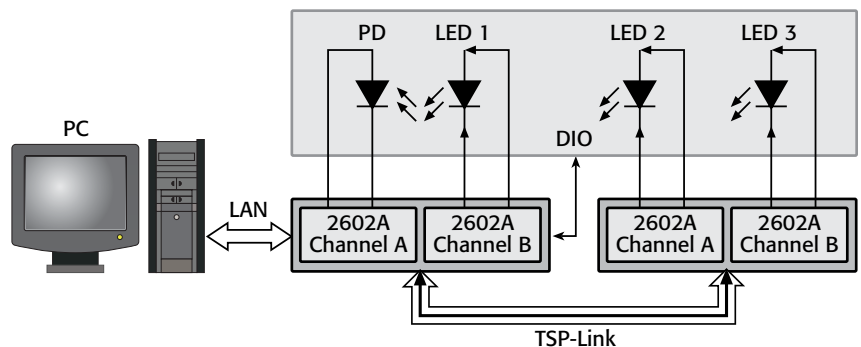 PD
LED 1
LED 2
LED 3
PC
DIO
LAN
2602A
Channel A
2602A
Channel B
2602A
Channel A
2602A
Channel B
TSP-Link